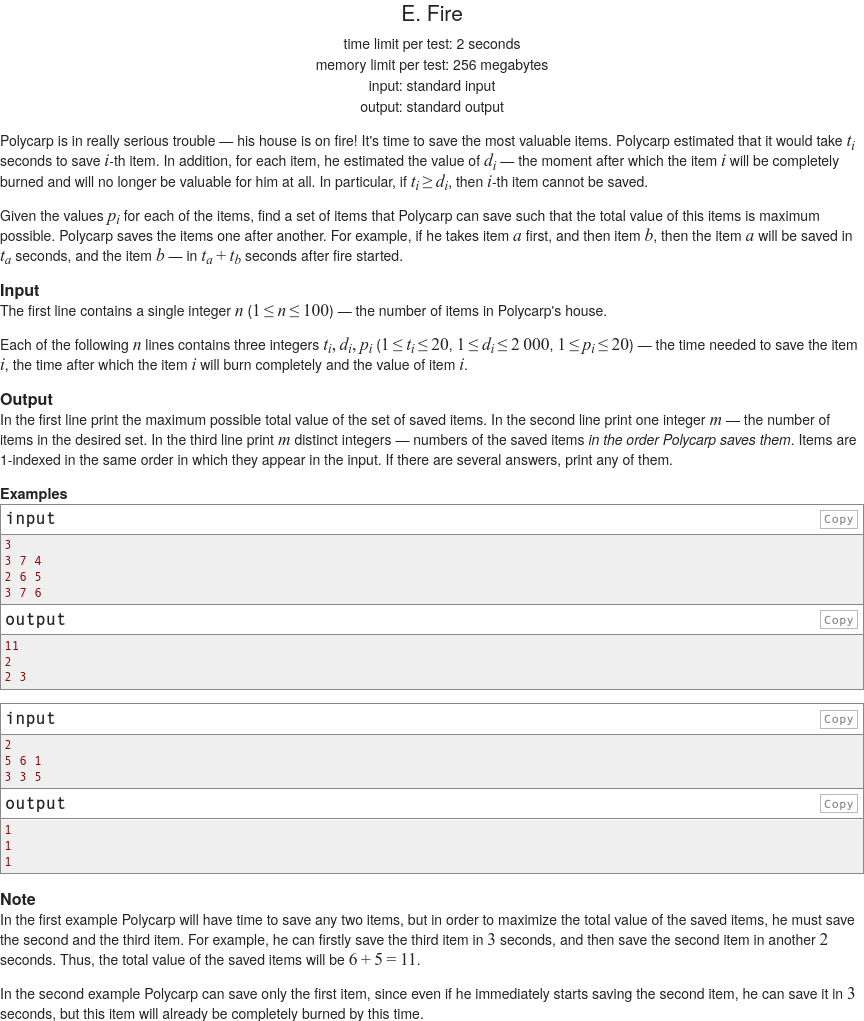 E. Fire
time limit per test: 2 seconds
memory limit per test: 256 megabytes
input: standard input
output: standard output
Polycarp is in really serious trouble — his house is on fire! It's time to save the most valuable items. Polycarp estimated that it would take t_i
seconds to save i-th item. In addition, for each item, he estimated the value of d_i — the moment after which the item i will be completely
burned and will no longer be valuable for him at all. In particular, if t_i ≥ d_i, then i-th item cannot be saved.
Given the values p_i for each of the items, find a set of items that Polycarp can save such that the total value of this items is maximum
possible. Polycarp saves the items one after another. For example, if he takes item a first, and then item b, then the item a will be saved in
t_a seconds, and the item b — in t_a + t_b seconds after fire started.
Input
The first line contains a single integer n (1 ≤ n ≤ 100) — the number of items in Polycarp's house.
Each of the following n lines contains three integers t_i, d_i, p_i (1 ≤ t_i ≤ 20, 1 ≤ d_i ≤ 2 000, 1 ≤ p_i ≤ 20) — the time needed to save the item
i, the time after which the item i will burn completely and the value of item i.
Output
In the first line print the maximum possible total value of the set of saved items. In the second line print one integer m — the number of
items in the desired set. In the third line print m distinct integers — numbers of the saved items in the order Polycarp saves them. Items are
1-indexed in the same order in which they appear in the input. If there are several answers, print any of them.
Examples
input Copy
3
3 7 4
2 6 5
3 7 6
output Copy
11
2
2 3
input Copy
2
5 6 1
3 3 5
output Copy
1
1
1
Note
In the first example Polycarp will have time to save any two items, but in order to maximize the total value of the saved items, he must save
the second and the third item. For example, he can firstly save the third item in 3 seconds, and then save the second item in another 2
seconds. Thus, the total value of the saved items will be 6 + 5 = 11.
In the second example Polycarp can save only the first item, since even if he immediately starts saving the second item, he can save it in 3
seconds, but this item will already be completely burned by this time.